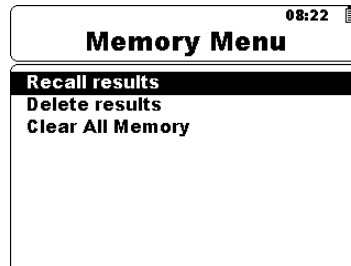 08:22
Memory Menu
Recall results
Delete results
Clear All Memory